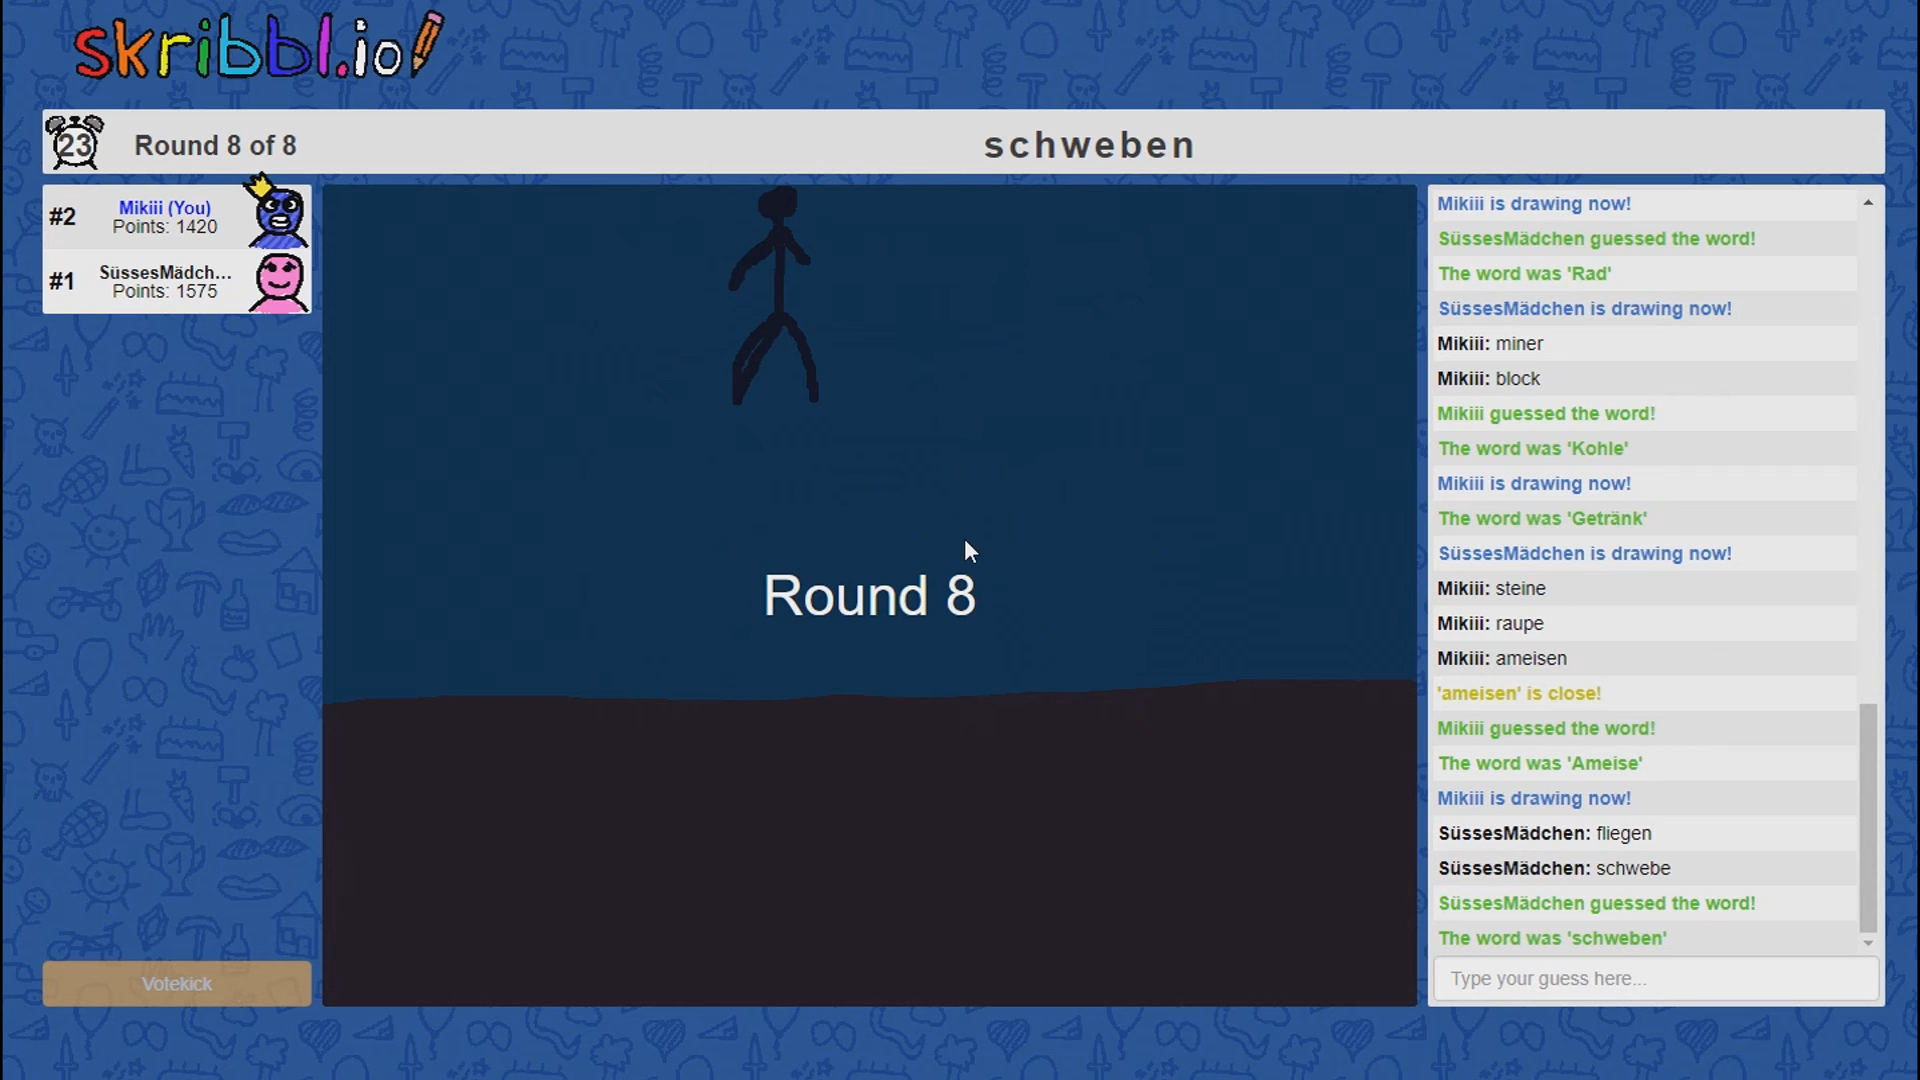 skribbl.io
23
Round 8 of 8
schweben
#2
Mikiii (You)
Points: 1420
#1
SüssesMädch...
Points: 1575
Votekick
Round 8
Mikiii is drawing now!
SüssesMädchen guessed the word!
The word was 'Rad'
SüssesMädchen is drawing now!
Mikiii: miner
Mikiii: block
Mikiii guessed the word!
The word was 'Kohle'
Mikiii is drawing now!
The word was 'Getränk'
SüssesMädchen is drawing now!
Mikiii: steine
Mikiii: raupe
Mikiii: ameisen
'ameisen' is close!
Mikiii guessed the word!
The word was 'Ameise'
Mikiii is drawing now!
SüssesMädchen: fliegen
SüssesMädchen: schwebe
SüssesMädchen guessed the word!
The word was 'schweben'
Type your guess here...